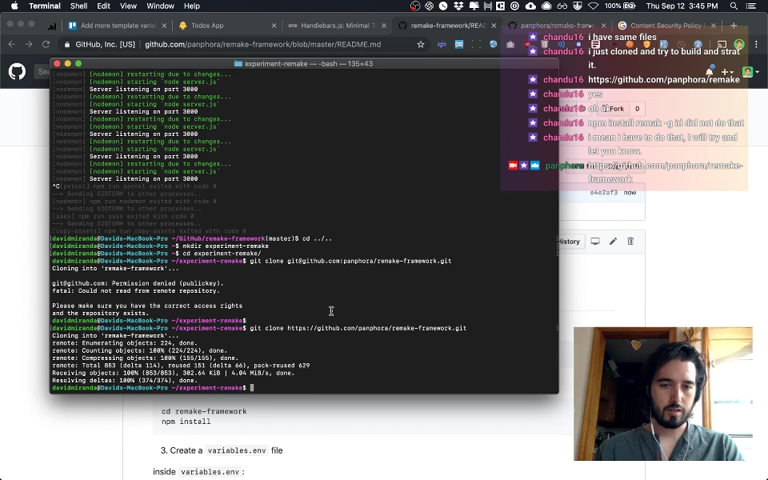 Terminal Shell Edit View Window Help
100% Thu Sep 12 3:45 PM
Add more template varia
Todos App
Handlebars.js: Minimal T
remake-framework/READ
panphora/remake-framewor
Content Security Policy
GitHub, Inc. [US] github.com/panphora/remake-framework/blob/master/README.md
chandu16 i have same files
chandu16 i just cloned and try to build and strat
it.
chandu16 https://github.com/panphora/remake
chandu16 yes
chandu16
chandu16 npm install remak -g id did not do that
chandu16 i mean i have to do that, I will try and
let you know.
panphora https://github.com/panphora/remake-
framework
Fork 0
e4e2af3 now
History
experiment-remake — -bash — 135×43
[nodemon] restarting due to changes...
[nodemon] starting `node server.js`
Server listening on port 3000
[nodemon] restarting due to changes...
[nodemon] starting `node server.js`
Server listening on port 3000
[nodemon] restarting due to changes...
[nodemon] starting `node server.js`
Server listening on port 3000
[nodemon] restarting due to changes...
[nodemon] starting `node server.js`
Server listening on port 3000
[nodemon] restarting due to changes...
[nodemon] starting `node server.js`
Server listening on port 3000
^C[parcel] npm run parcel exited with code 0
--> Sending SIGTERM to other processes..
[nodemon] npm run nodemon exited with code 0
--> Sending SIGTERM to other processes..
[sass] npm run sass exited with code 0
--> Sending SIGTERM to other processes..
[copy-assets] npm run copy-assets exited with code 0
davidmiranda@Davids-MacBook-Pro ~/GitHub/remake-framework(master)$ cd ../..
davidmiranda@Davids-MacBook-Pro ~$ mkdir experiment-remake
davidmiranda@Davids-MacBook-Pro ~$ cd experiment-remake/
davidmiranda@Davids-MacBook-Pro ~/experiment-remake$ git clone git@github.com:panphora/remake-framework.git
Cloning into 'remake-framework'...
git@github.com: Permission denied (publickey).
fatal: Could not read from remote repository.
Please make sure you have the correct access rights
and the repository exists.
davidmiranda@Davids-MacBook-Pro ~/experiment-remake$
davidmiranda@Davids-MacBook-Pro ~/experiment-remake$ git clone https://github.com/panphora/remake-framework.git
Cloning into 'remake-framework'...
remote: Enumerating objects: 224, done.
remote: Counting objects: 100% (224/224), done.
remote: Compressing objects: 100% (155/155), done.
remote: Total 853 (delta 114), reused 151 (delta 66), pack-reused 629
Receiving objects: 100% (853/853), 302.64 KiB | 4.04 MiB/s, done.
Resolving deltas: 100% (374/374), done.
davidmiranda@Davids-MacBook-Pro ~/experiment-remake$
cd remake-framework
npm install
3. Create a variables.env file
inside variables.env :